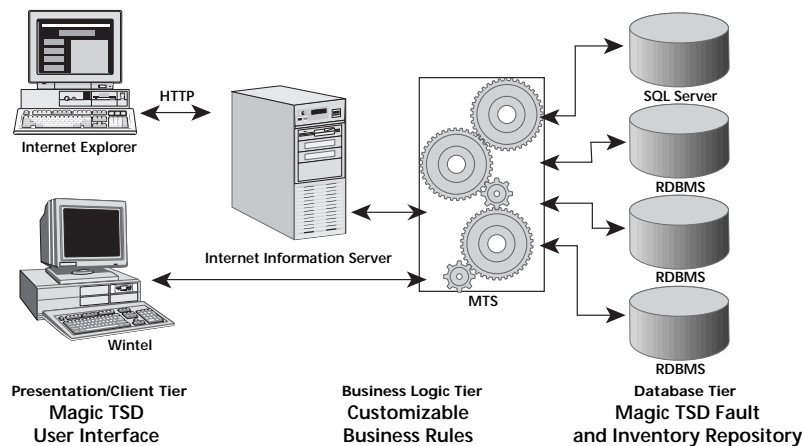 HTTP
Internet Explorer
Internet Information Server
Wintel
MTS
SQL Server
RDBMS
RDBMS
RDBMS
Presentation/Client Tier
Magic TSD
User Interface
Business Logic Tier
Customizable
Business Rules
Database Tier
Magic TSD Fault
and Inventory Repository